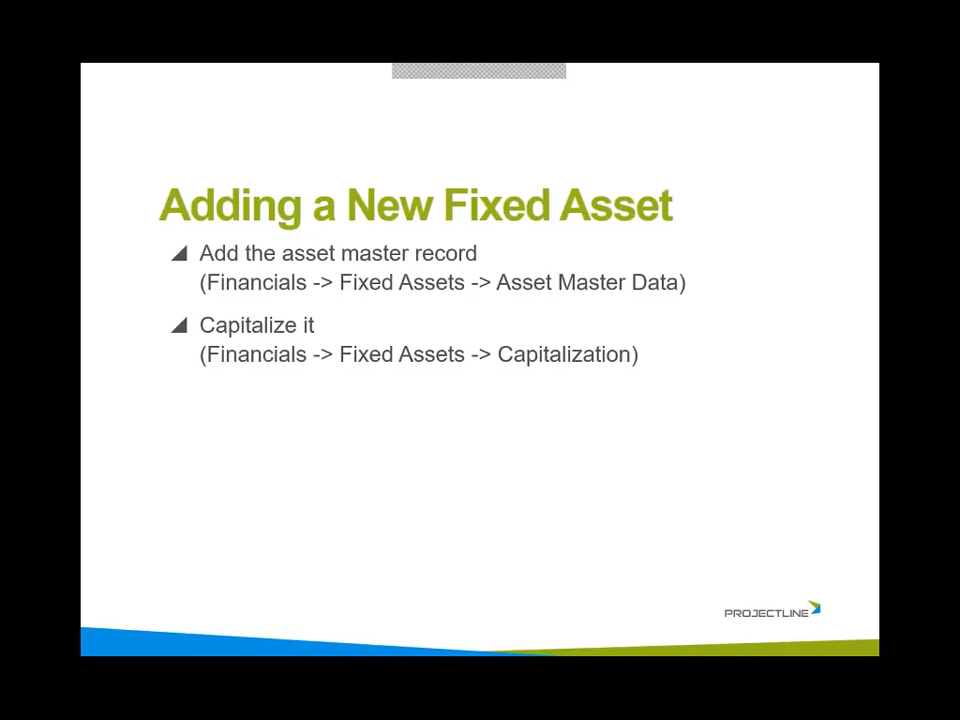 Adding a New Fixed Asset
Add the asset master record
(Financials -> Fixed Assets -> Asset Master Data)
Capitalize it
(Financials -> Fixed Assets -> Capitalization)
PROJECTLINE